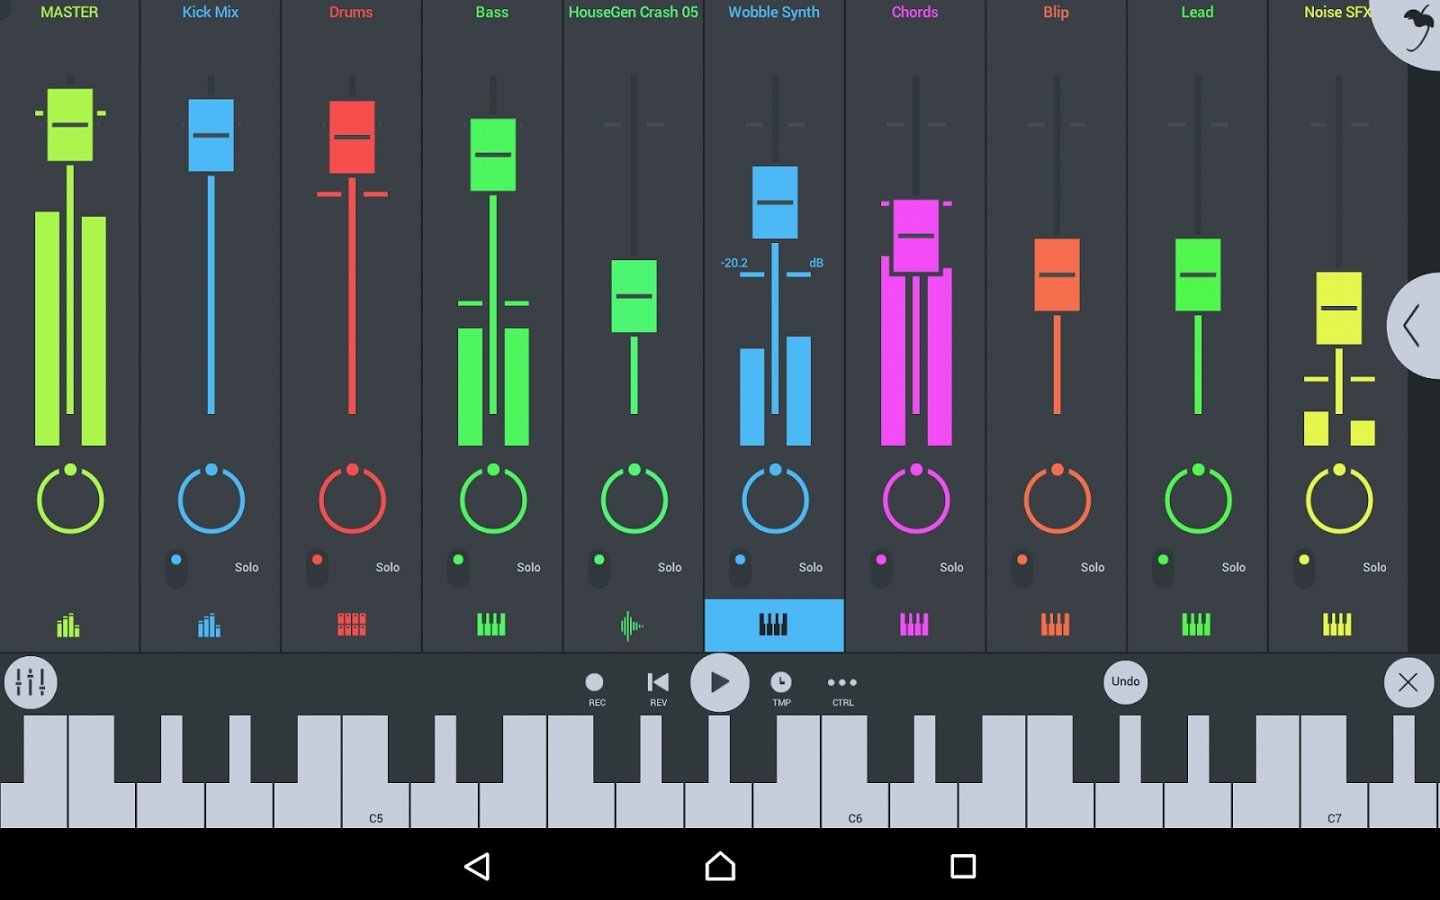 MASTER
Kick Mix
Drums
Bass
HouseGen Crash 05
Wobble Synth
Chords
Blip
Lead
Noise SFX
-20.2 dB
Solo
Solo
Solo
Solo
Solo
Solo
Solo
Solo
Solo
REC
REV
TMP
CTRL
Undo
C5
C6
C7